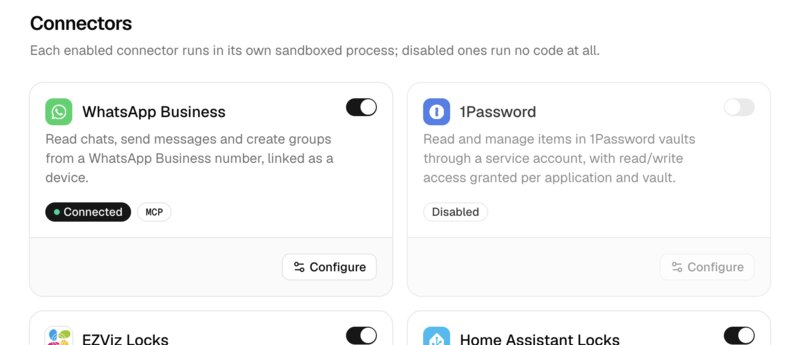 Connectors
Each enabled connector runs in its own sandboxed process; disabled ones run no code at all.
WhatsApp Business
Read chats, send messages and create groups
from a WhatsApp Business number, linked as a
device.
Connected MCP
Configure
1Password
Read and manage items in 1Password vaults
through a service account, with read/write
access granted per application and vault.
Disabled
Configure
EZViz Locks
Home Assistant Locks